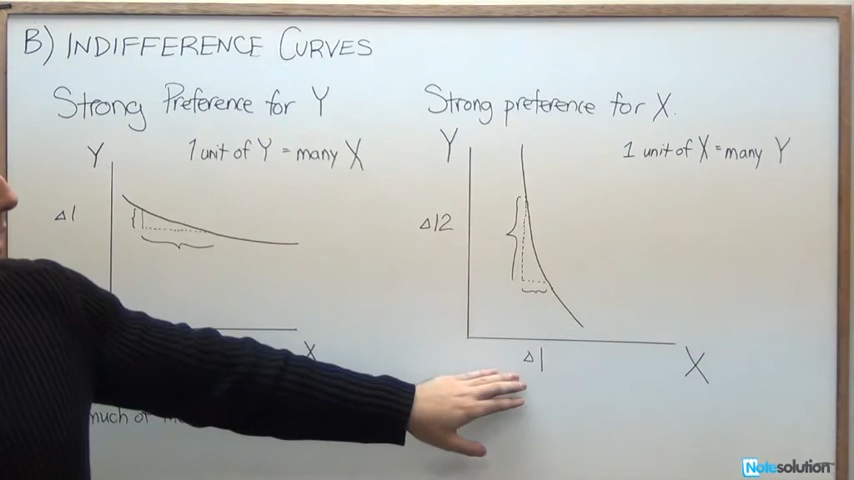 B) INDIFFERENCE CURVES
Strong Preference for Y
1 unit of Y = many X
Y
Δ1
X
much of
Strong preference for X.
1 unit of X = many Y
Y
Δ12
Δ1
X
Notesolution